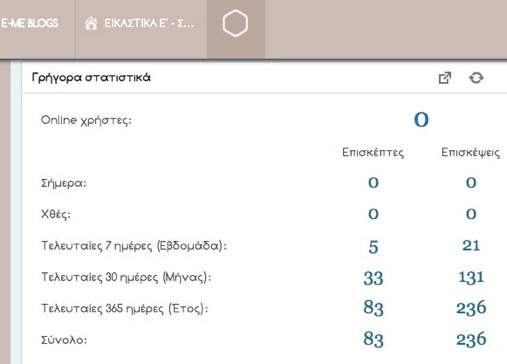 E-ME BLOGS ΕΙΚΑΣΤΙΚΑ Ε' - Σ...
Γρήγορα στατιστικά
Online χρήστες: 0
Επισκέπτες Επισκέψεις
Σήμερα: 0 0
Χθές: 0 0
Τελευταίες 7 ημέρες (Εβδομάδα): 5 21
Τελευταίες 30 ημέρες (Μήνας): 33 131
Τελευταίες 365 ημέρες (Έτος): 83 236
Σύνολο: 83 236